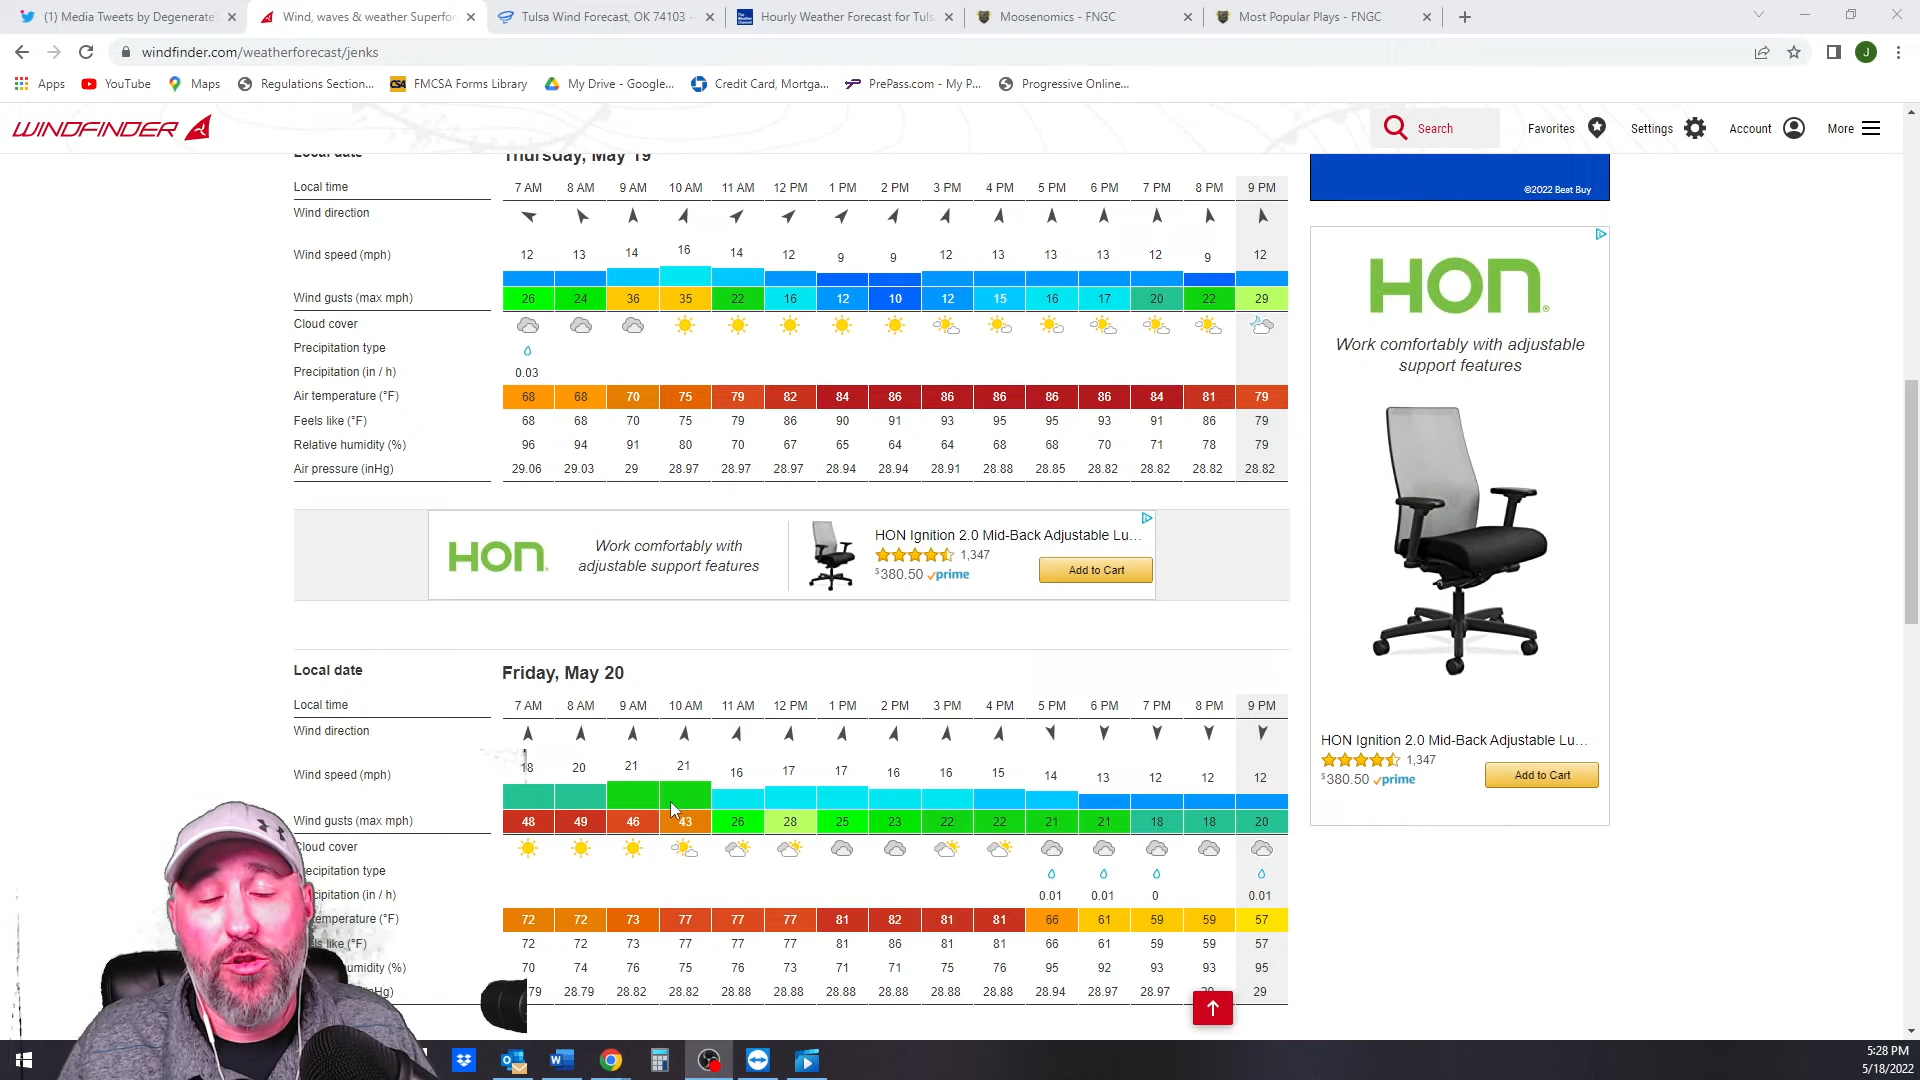 (1) Media Tweets by Degenerate
Wind, waves & weather Superfor
Tulsa Wind Forecast, OK 74103 -
Hourly Weather Forecast for Tuls
Moosenomics - FNGC
Most Popular Plays - FNGC
windfinder.com/weatherforecast/jenks
J
Apps YouTube Maps Regulations Section... FMCSA Forms Library My Drive - Google... Credit Card, Mortga... PrePass.com - My P... Progressive Online...
WINDFINDER Search Favorites Settings Account More
Local date Thursday, May 19
Local time 7 AM 8 AM 9 AM 10 AM 11 AM 12 PM 1 PM 2 PM 3 PM 4 PM 5 PM 6 PM 7 PM 8 PM 9 PM
Wind direction
Wind speed (mph) 12 13 14 16 14 12 9 9 12 13 13 13 12 9 12
Wind gusts (max mph) 26 24 36 35 22 16 12 10 12 15 16 17 20 22 29
Cloud cover
Precipitation type
Precipitation (in / h) 0.03
Air temperature (°F) 68 68 70 75 79 82 84 86 86 86 86 86 84 81 79
Feels like (°F) 68 68 70 75 79 86 90 91 93 95 95 93 91 86 79
Relative humidity (%) 96 94 91 80 70 67 65 64 64 68 68 70 71 78 79
Air pressure (inHg) 29.06 29.03 29 28.97 28.97 28.97 28.94 28.94 28.91 28.88 28.85 28.82 28.82 28.82 28.82
©2022 Best Buy
HON
Work comfortably with adjustable
support features
HON Ignition 2.0 Mid-Back Adjustable Lu...
1,347
$380.50 prime
Add to Cart
HON
Work comfortably with
adjustable support features
HON Ignition 2.0 Mid-Back Adjustable Lu...
1,347
$380.50 prime
Add to Cart
Local date Friday, May 20
Local time 7 AM 8 AM 9 AM 10 AM 11 AM 12 PM 1 PM 2 PM 3 PM 4 PM 5 PM 6 PM 7 PM 8 PM 9 PM
Wind direction
Wind speed (mph) 18 20 21 21 16 17 17 16 16 15 14 13 12 12 12
Wind gusts (max mph) 48 49 46 43 26 28 25 23 22 22 21 21 18 18 20
Cloud cover
ecipitation type
cipitation (in / h) 0.01 0.01 0 0.01
temperature (°F) 72 72 73 77 77 77 81 82 81 81 66 61 59 59 57
ls like (°F) 72 72 73 77 77 77 81 86 81 81 66 61 59 59 57
umidity (%) 70 74 76 75 76 73 71 71 75 76 95 92 93 93 95
Hg) 79 28.79 28.82 28.82 28.88 28.88 28.88 28.88 28.88 28.88 28.94 28.97 28.97 29
5:28 PM
5/18/2022